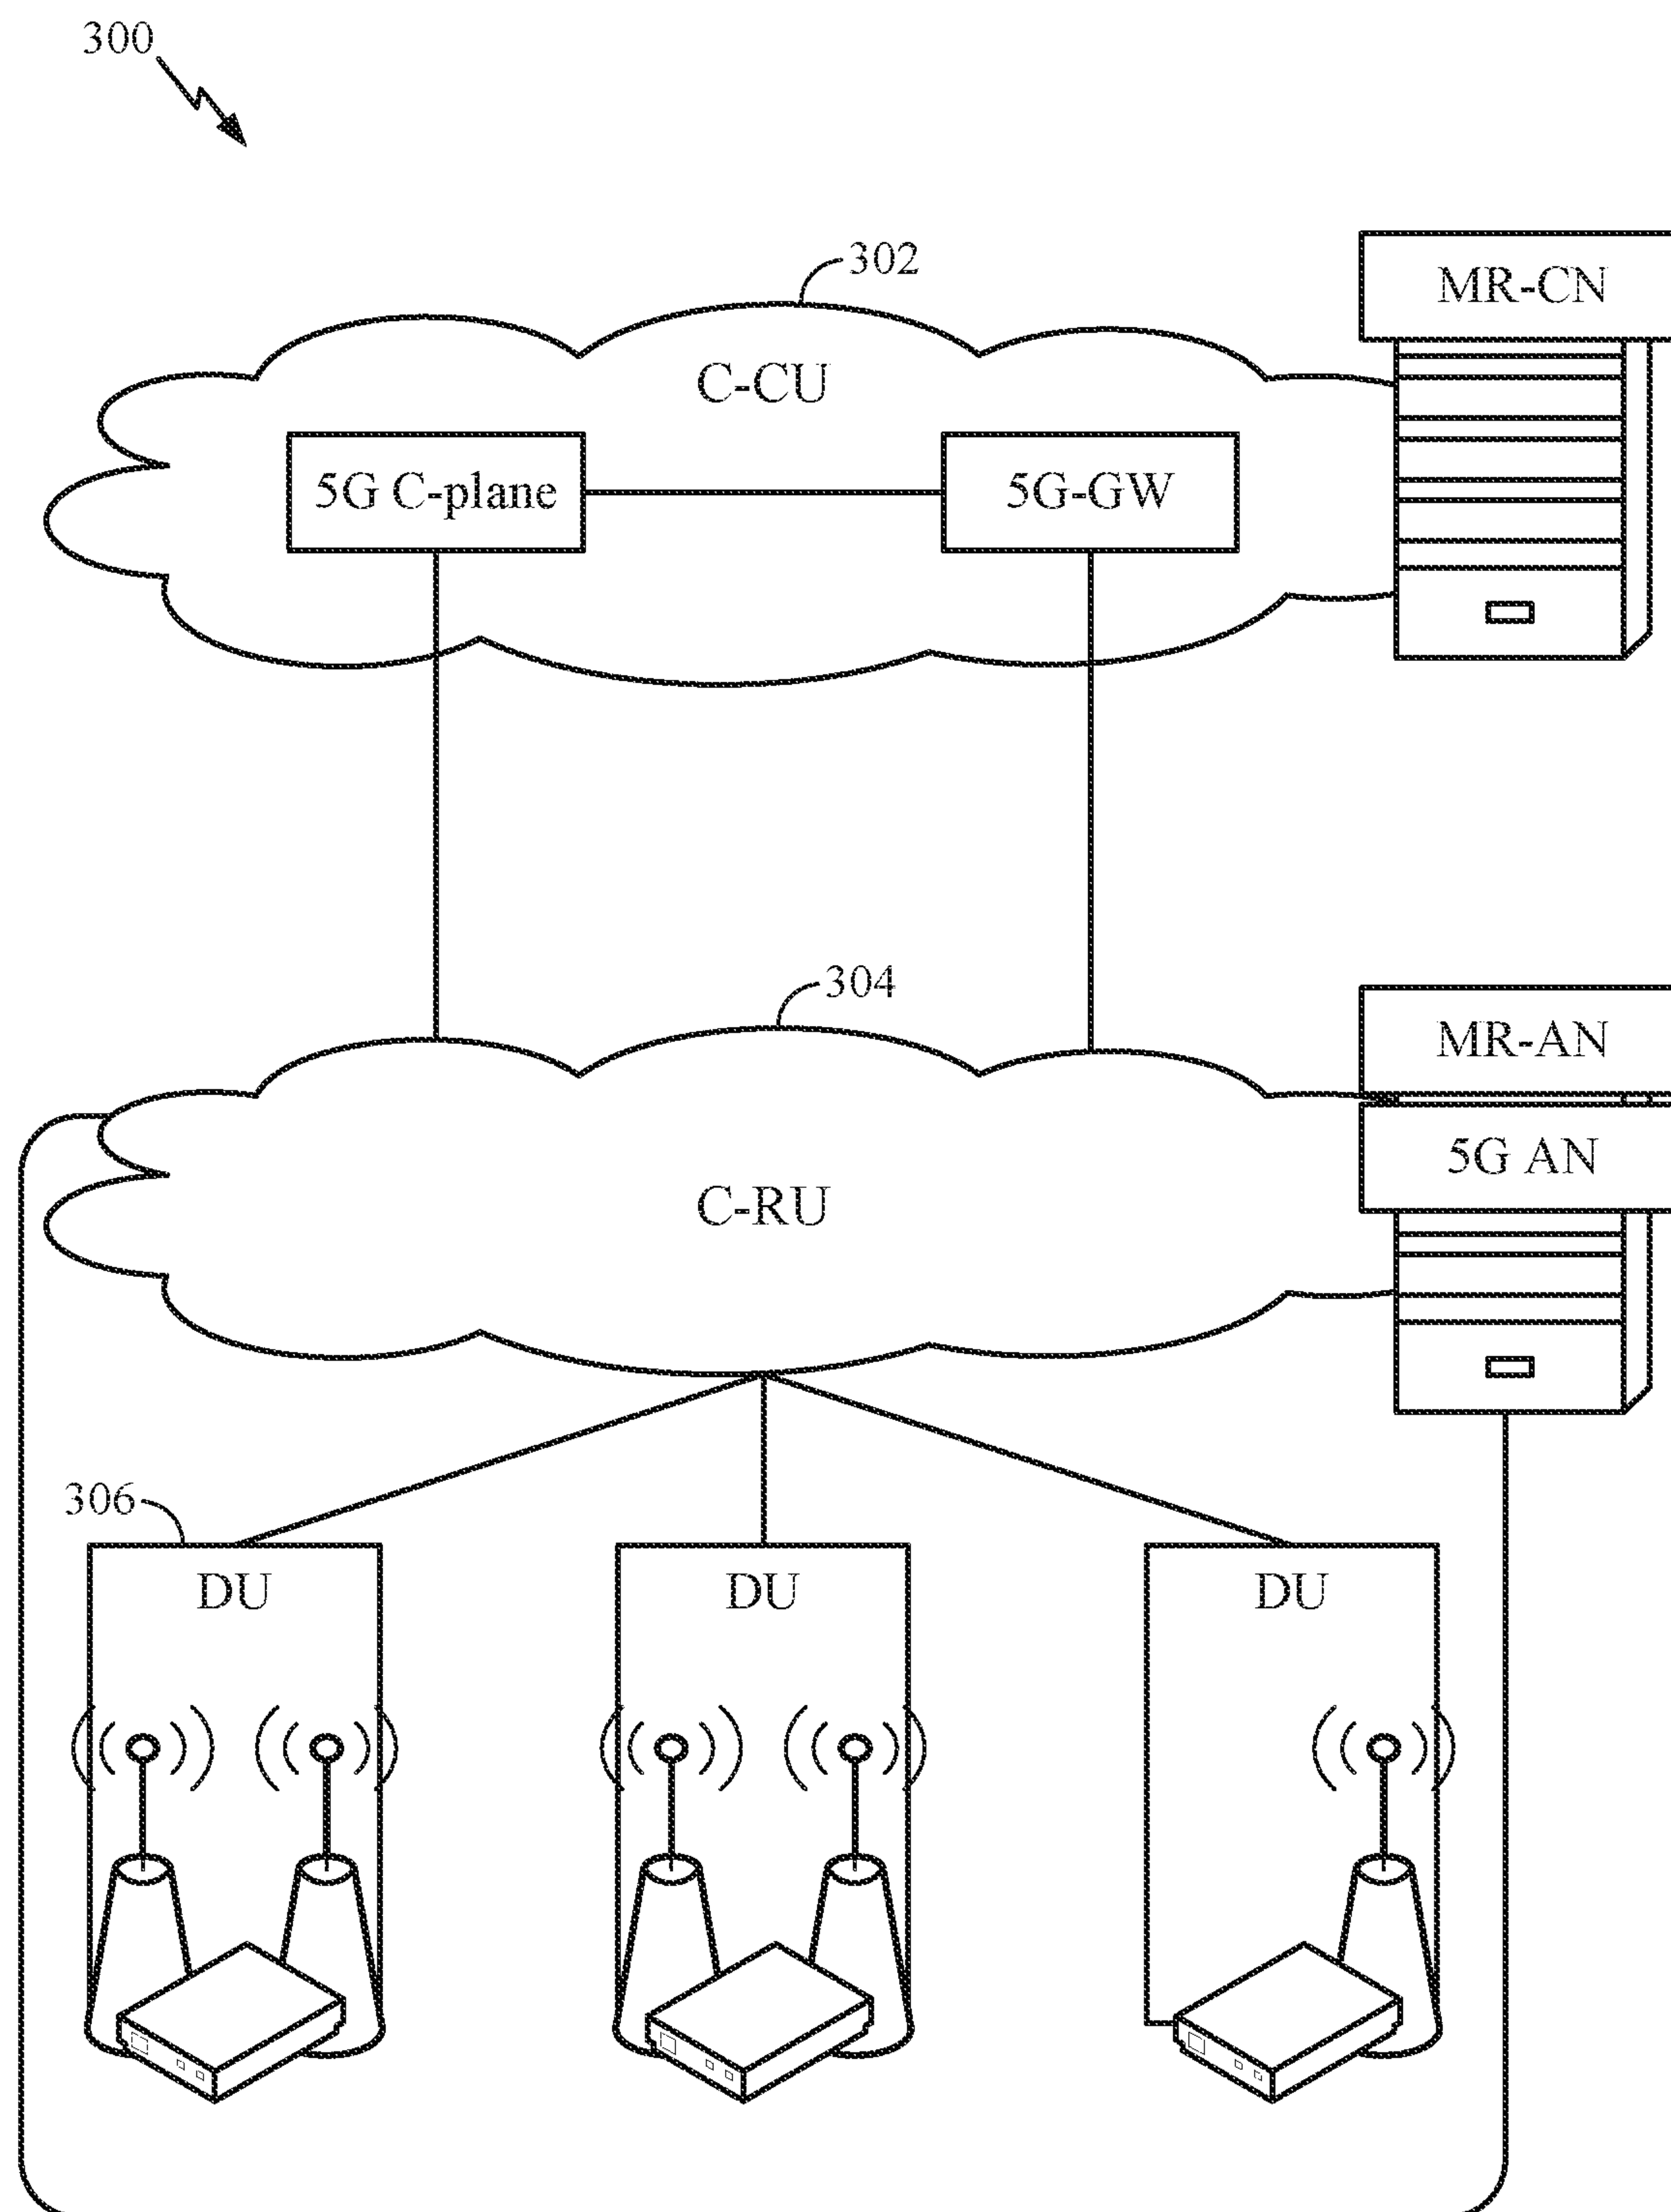 300
302
MR-CN
C-CU
5G C-plane
5G-GW
304
MR-AN
5G AN
C-RU
306
DU
DU
DU